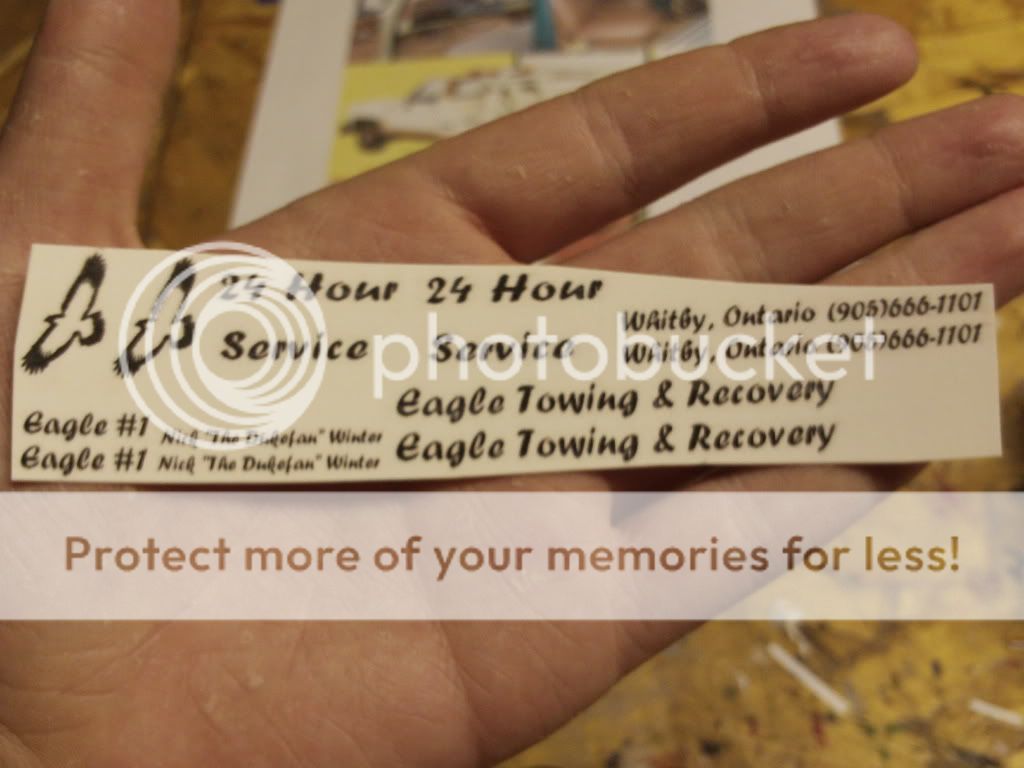 24 Hour 24 Hour
Service Service
Whitby, Ontario (905)666-1101
Whitby, Ontario (905)666-1101
photobucket
Eagle Towing & Recovery
Eagle Towing & Recovery
Eagle #1 Nick "The Dukefan" Winter
Eagle #1 Nick "The Dukefan" Winter
Protect more of your memories for less!